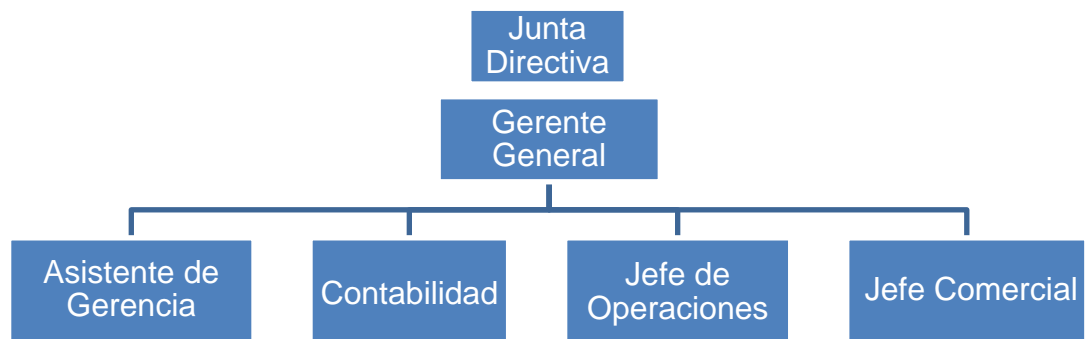 Junta
Directiva
Gerente
General
Asistente de
Gerencia
Contabilidad
Jefe de
Operaciones
Jefe Comercial